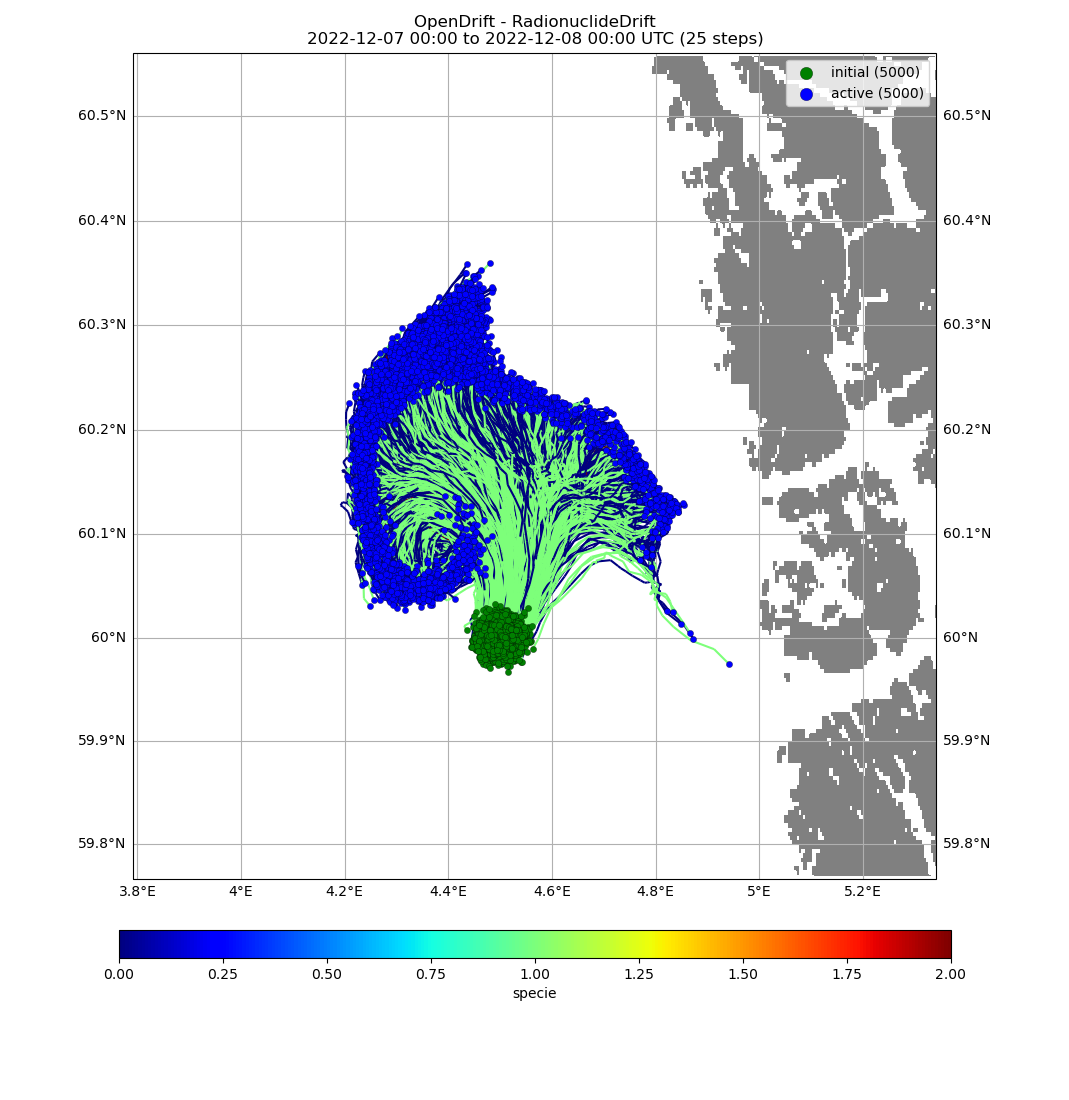 OpenDrift - RadionuclideDrift
2022-12-07 00:00 to 2022-12-08 00:00 UTC (25 steps)
initial (5000)
active (5000)
60.5°N 60.5°N
60.4°N 60.4°N
60.3°N 60.3°N
60.2°N 60.2°N
60.1°N 60.1°N
60°N 60°N
59.9°N 59.9°N
59.8°N 59.8°N
3.8°E 4°E 4.2°E 4.4°E 4.6°E 4.8°E 5°E 5.2°E
0.00 0.25 0.50 0.75 1.00 1.25 1.50 1.75 2.00
specie